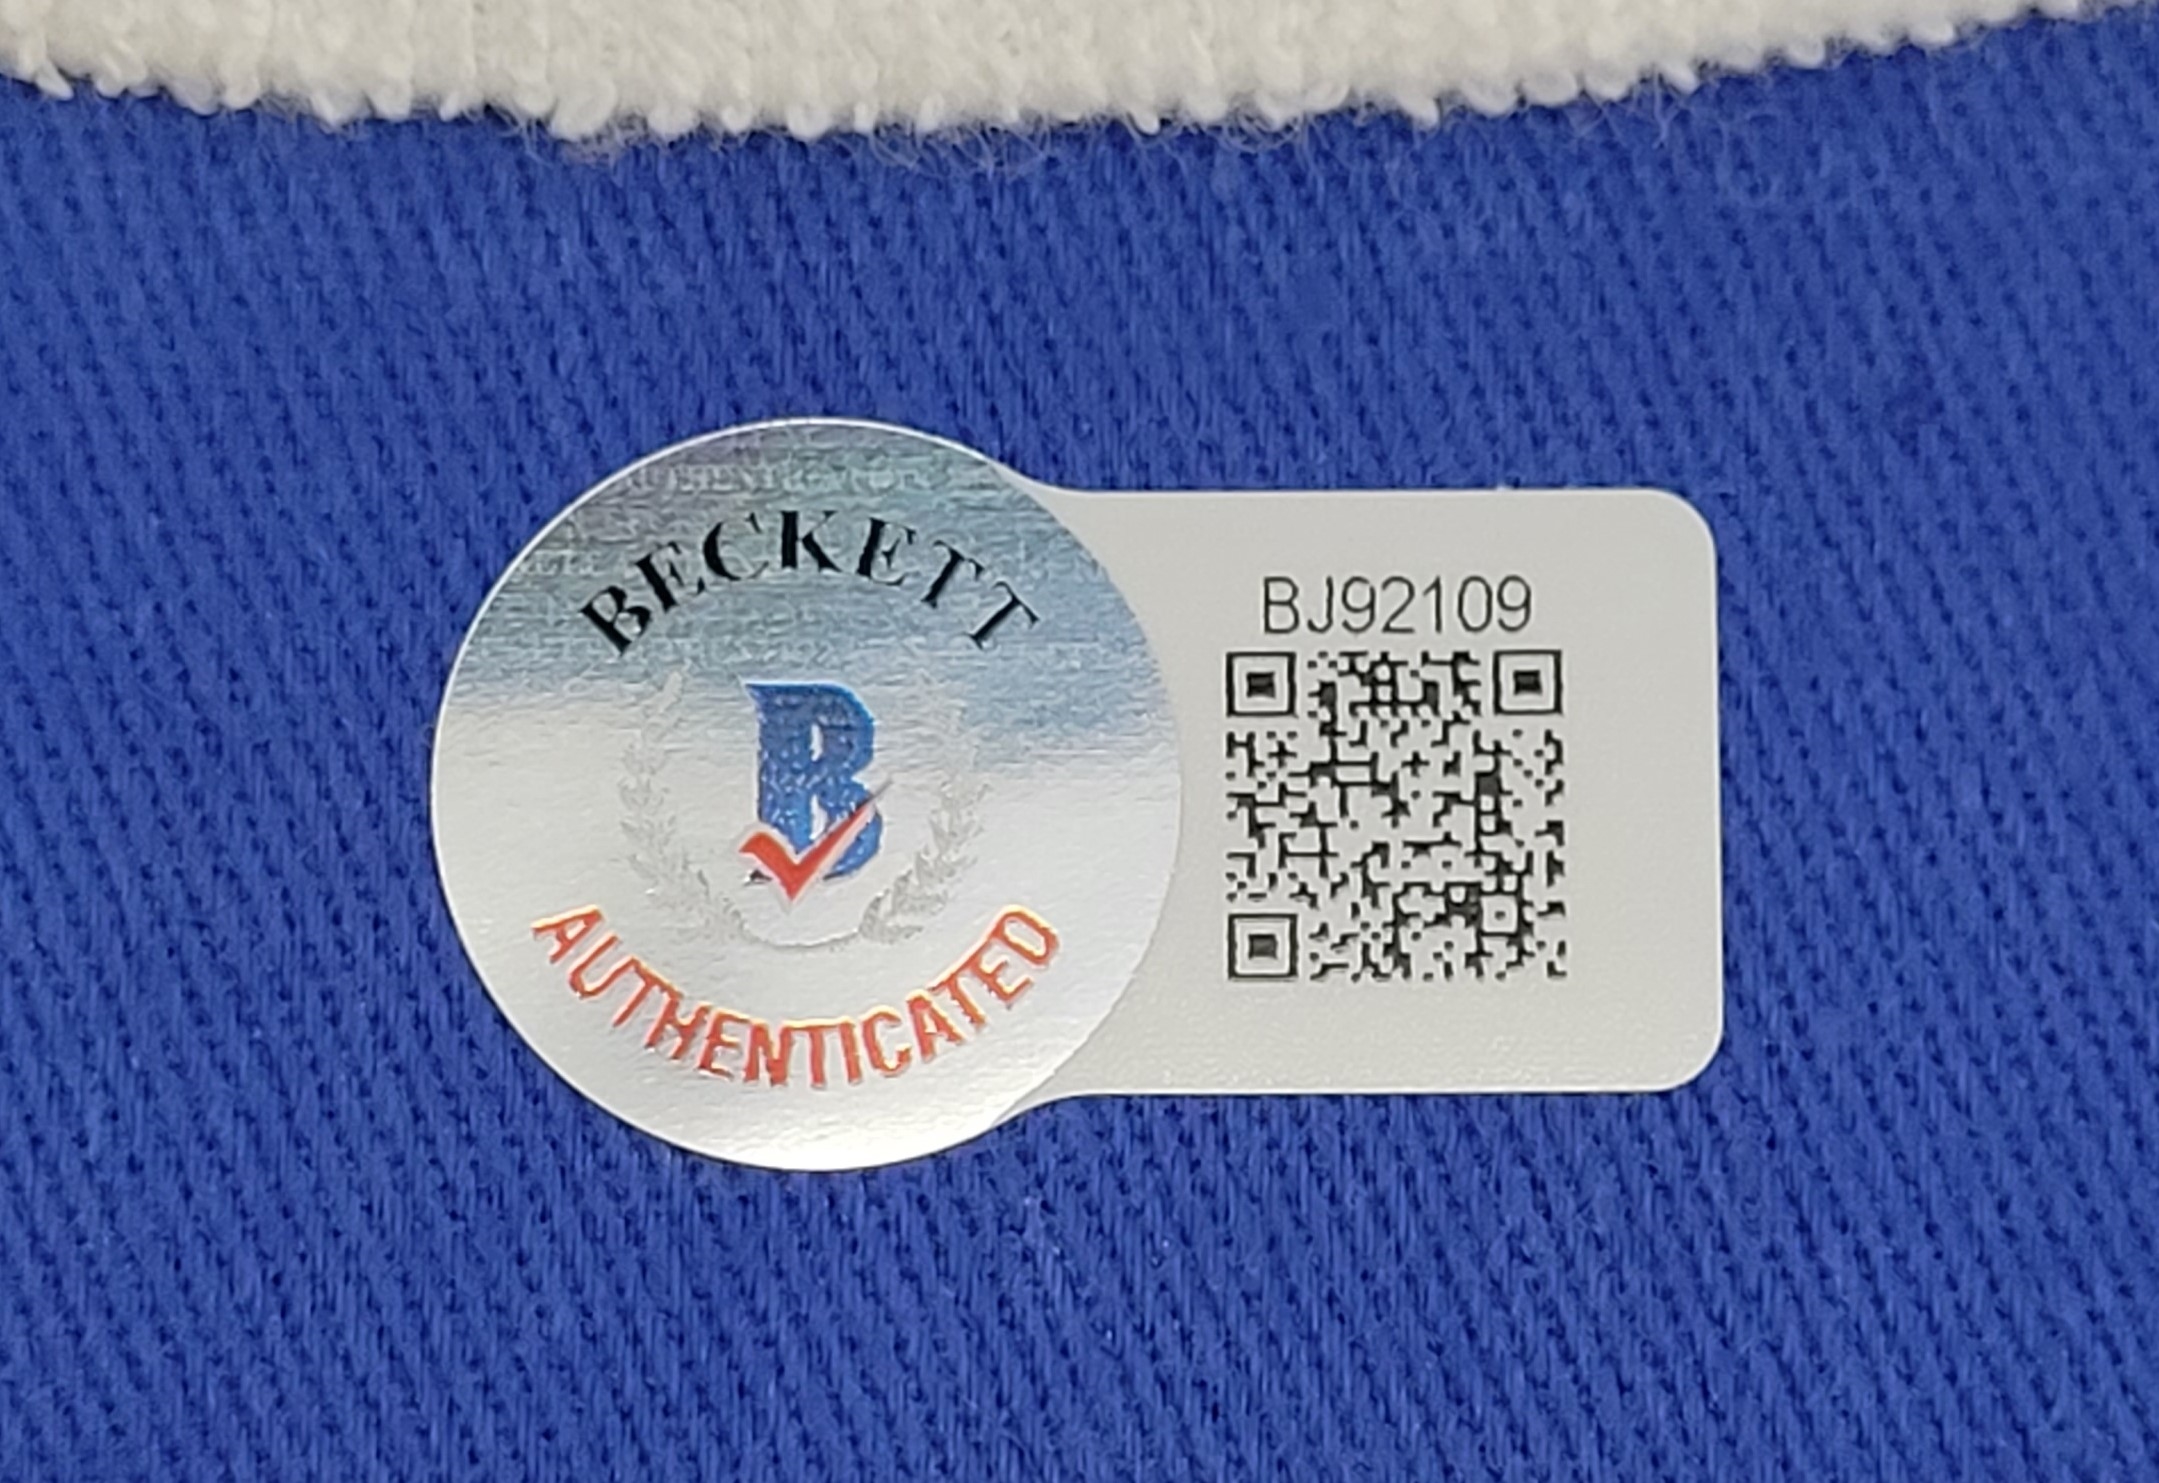 BECKETT
B
AUTHENTICATED
BJ92109